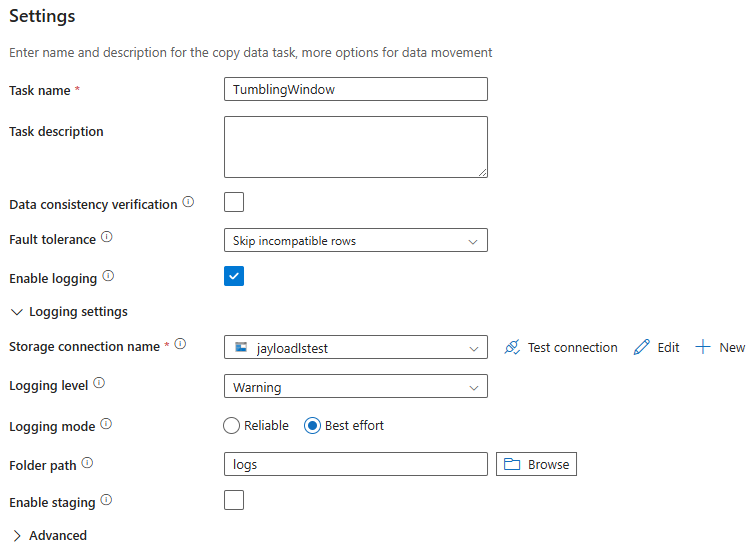 Settings
Enter name and description for the copy data task, more options for data movement
Task name *
TumblingWindow
Task description
Data consistency verification
Fault tolerance
Skip incompatible rows
Enable logging
Logging settings
Storage connection name *
jayloadlstest
Test connection
Edit
New
Logging level
Warning
Logging mode
Reliable
Best effort
Folder path
logs
Browse
Enable staging
Advanced